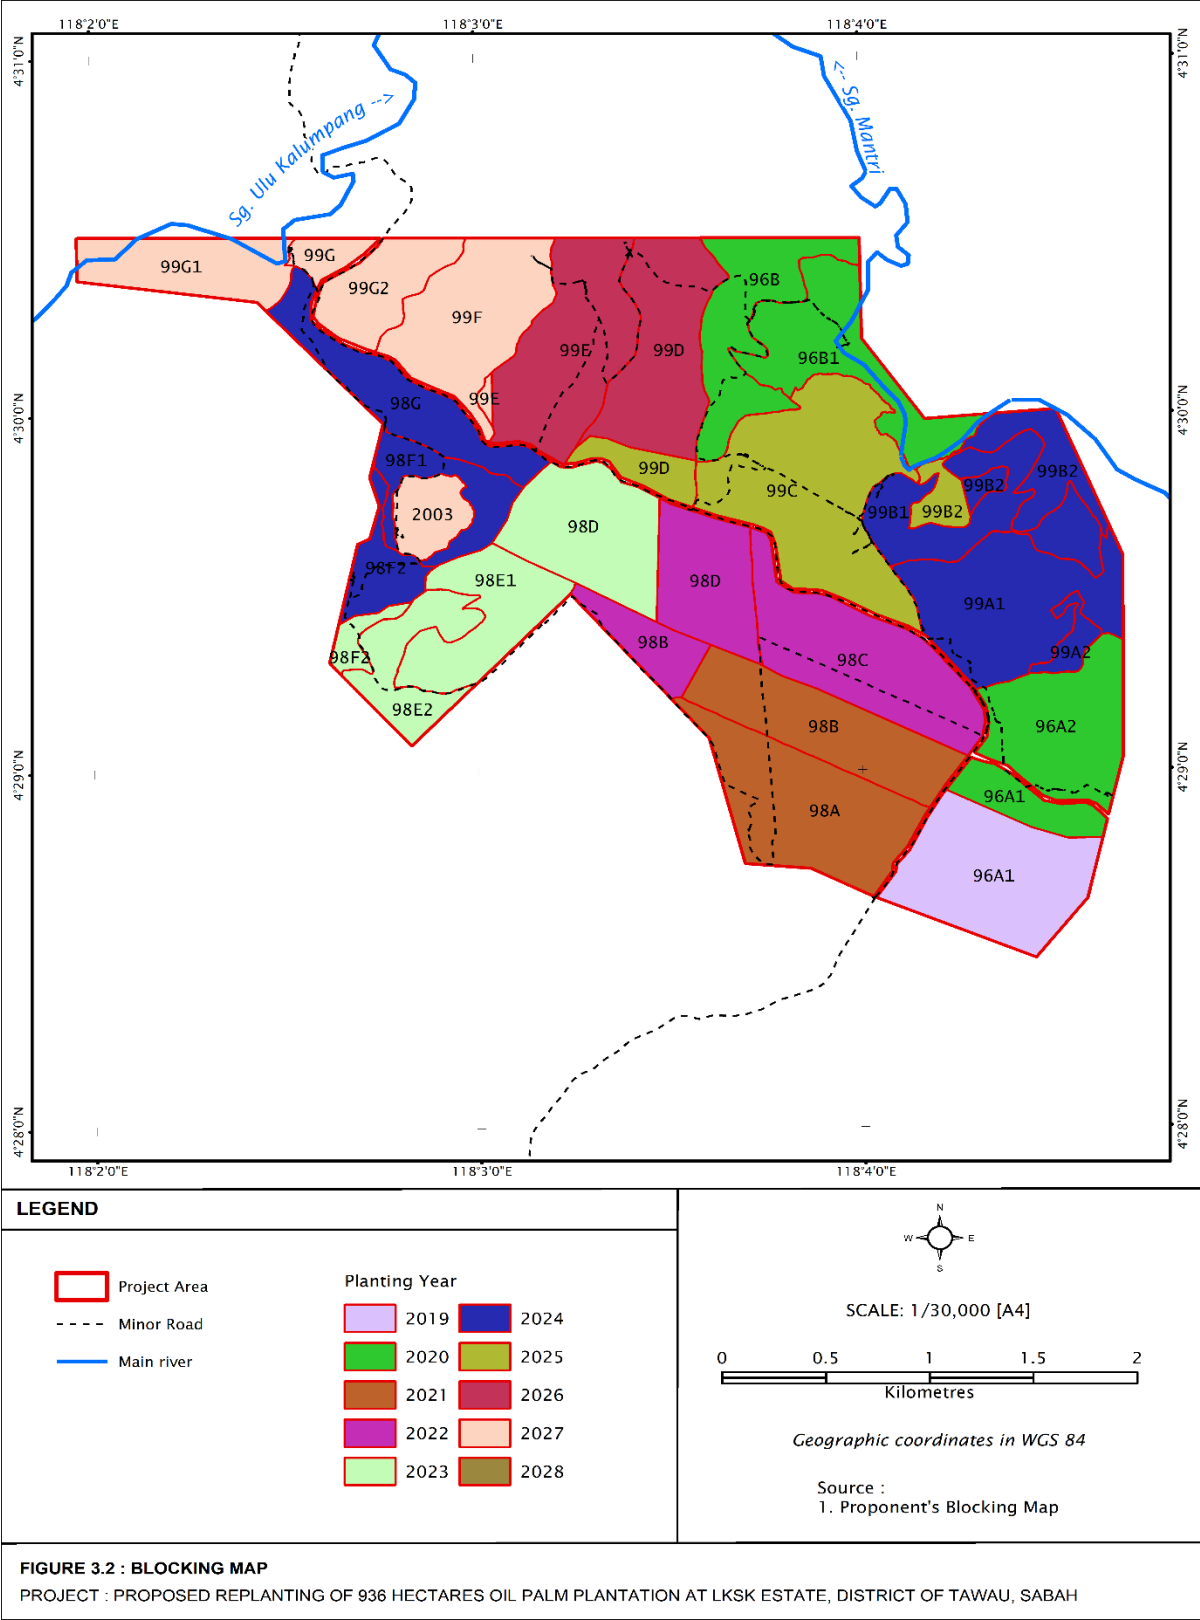 118°2'0"E
118°3'0"E
118°4'0"E
4°31'0"N
4°31'0"N
Sg. Ulu Kalumpang -->
<-- Sg. Mantri
99G1
99G
99G2
99F
99E
99D
96B
96B1
99E
98G
4°30'0"N
4°30'0"N
98F1
99D
99C
99B2
99B2
99B1
99B2
2003
98D
98F2
98E1
98D
99A1
98B
98C
99A2
98F2
98E2
98B
96A2
4°29'0"N
4°29'0"N
96A1
98A
96A1
4°28'0"N
4°28'0"N
118°2'0"E
118°3'0"E
118°4'0"E
LEGEND
Project Area
Minor Road
Main river
Planting Year
2019
2024
2020
2025
2021
2026
2022
2027
2023
2028
N
W
E
S
SCALE: 1/30,000 [A4]
0 0.5 1 1.5 2
Kilometres
Geographic coordinates in WGS 84
Source :
1. Proponent's Blocking Map
FIGURE 3.2 : BLOCKING MAP
PROJECT : PROPOSED REPLANTING OF 936 HECTARES OIL PALM PLANTATION AT LKSK ESTATE, DISTRICT OF TAWAU, SABAH